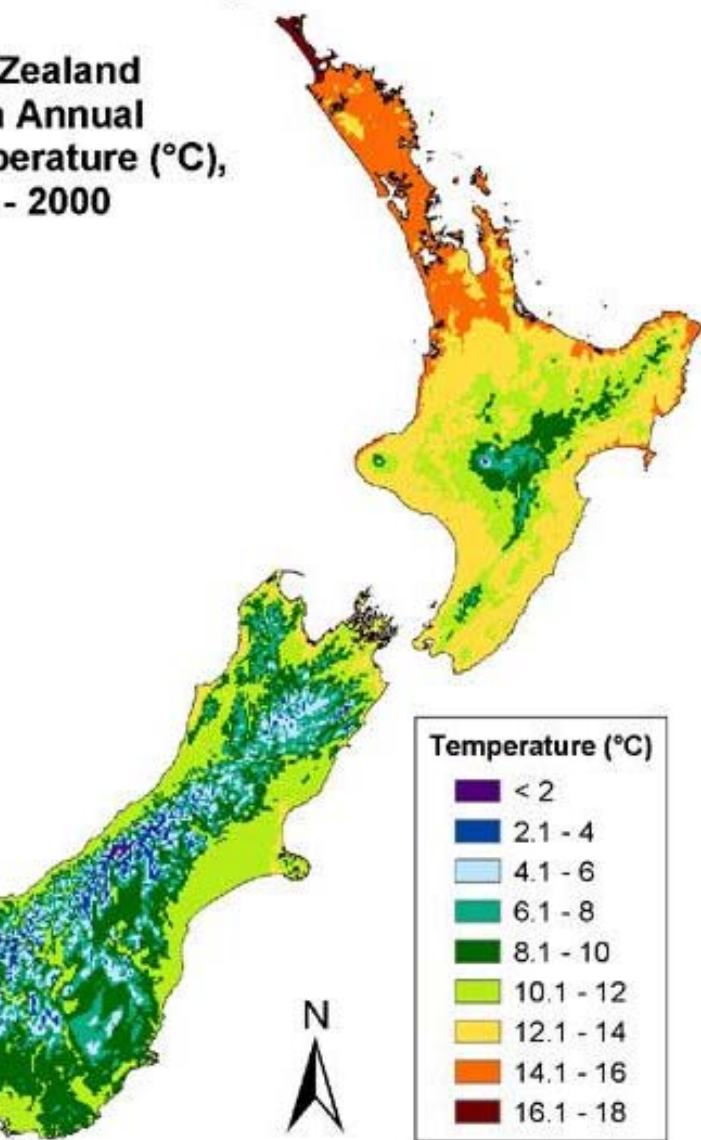 Zealand
Annual
perature (°C),
- 2000
Temperature (°C)
< 2
2.1 - 4
4.1 - 6
6.1 - 8
8.1 - 10
10.1 - 12
12.1 - 14
14.1 - 16
16.1 - 18
N